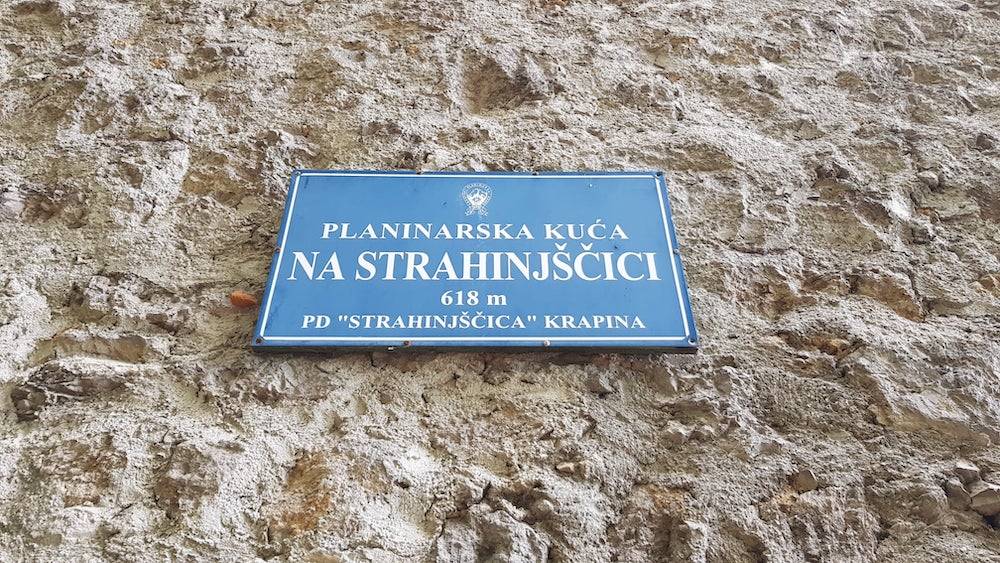 PLANINARSKA KUĆA
NA STRAHINJŠČICI
618 m
PD "STRAHINJŠČICA" KRAPINA